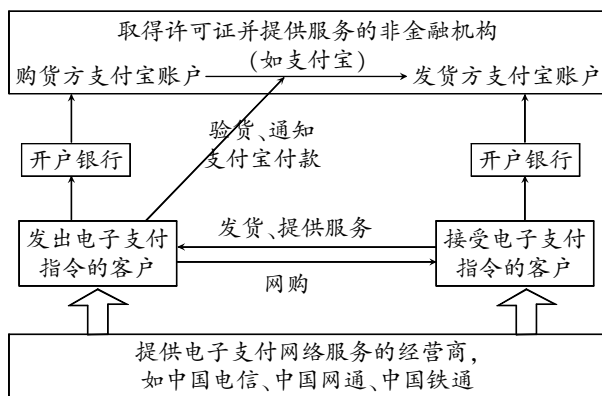 取得许可证并提供服务的非金融机构
(如支付宝)
购货方支付宝账户
发货方支付宝账户
验货、通知
支付宝付款
开户银行
开户银行
发出电子支付
指令的客户
发货、提供服务
网购
接受电子支付
指令的客户
提供电子支付网络服务的经营商，
如中国电信、中国网通、中国铁通